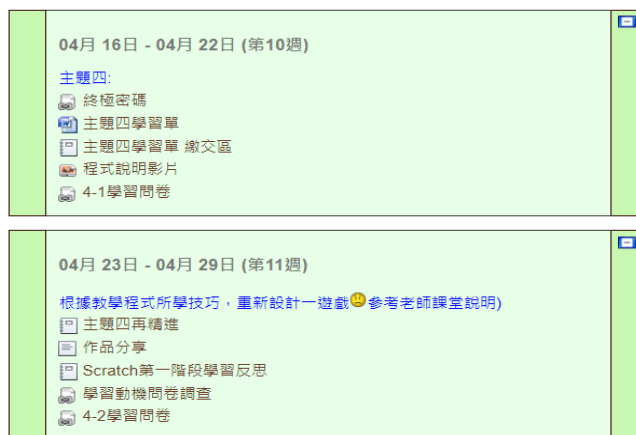 04月 16日 - 04月 22日 (第10週)
主題四:
終極密碼
主題四學習單
主題四學習單 繳交區
程式說明影片
4-1學習問卷
04月 23日 - 04月 29日 (第11週)
根據教學程式所學技巧，重新設計一遊戲參考老師課堂說明)
主題四再精進
作品分享
Scratch第一階段學習反思
學習動機問卷調查
4-2學習問卷